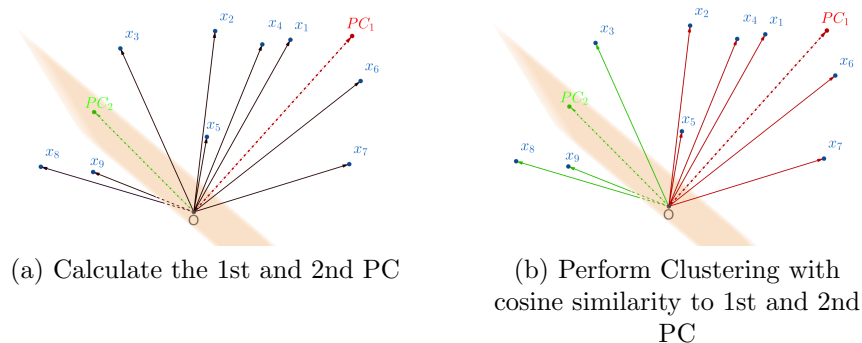 x₂
x₄
x₁
PC₁
x₃
x₆
PC₂
x₅
x₇
x₈
x₉
O
(a) Calculate the 1st and 2nd PC
x₂
x₄
x₁
PC₁
x₃
x₆
PC₂
x₅
x₇
x₈
x₉
O
(b) Perform Clustering with
cosine similarity to 1st and 2nd
PC